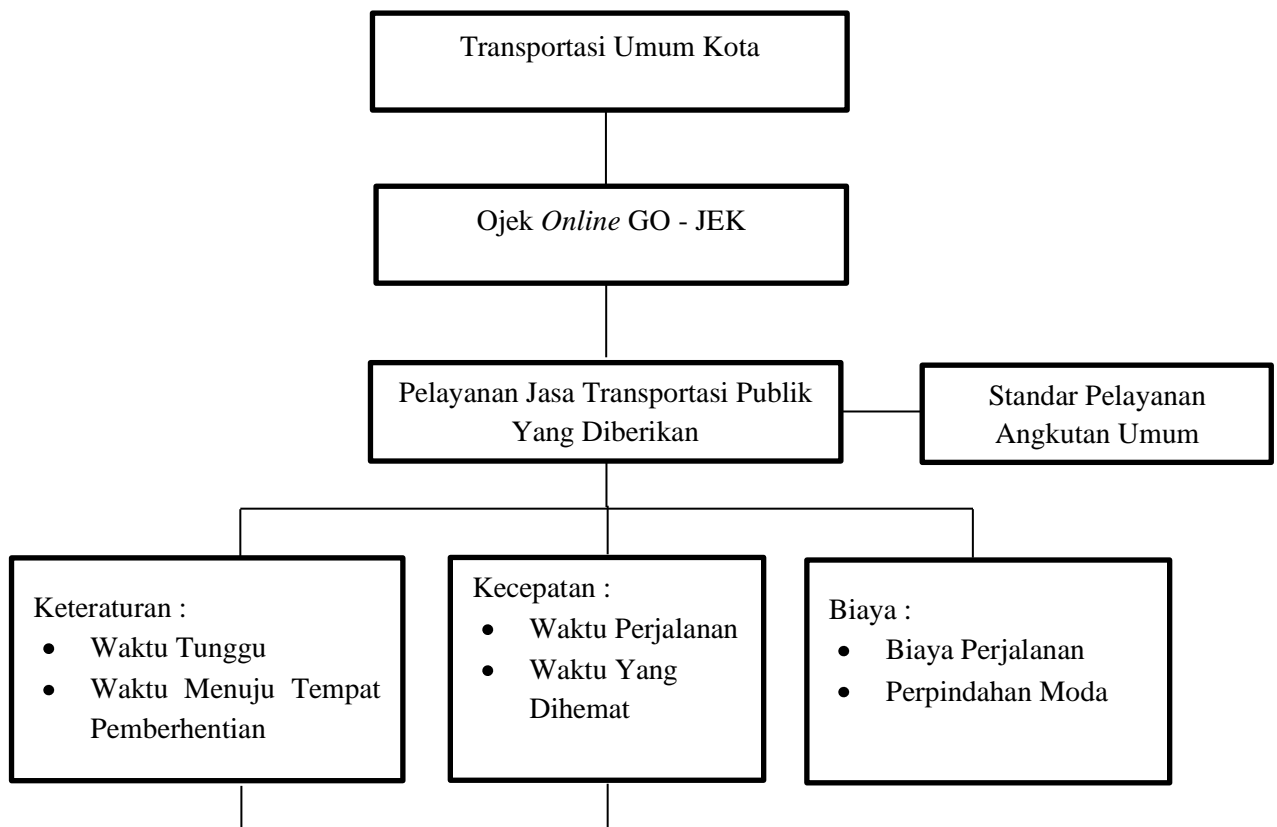 Transportasi Umum Kota
Ojek Online GO - JEK
Pelayanan Jasa Transportasi Publik
Yang Diberikan
Standar Pelayanan
Angkutan Umum
Keteraturan :
• Waktu Tunggu
• Waktu Menuju Tempat
Pemberhentian
Kecepatan :
• Waktu Perjalanan
• Waktu Yang
Dihemat
Biaya :
• Biaya Perjalanan
• Perpindahan Moda